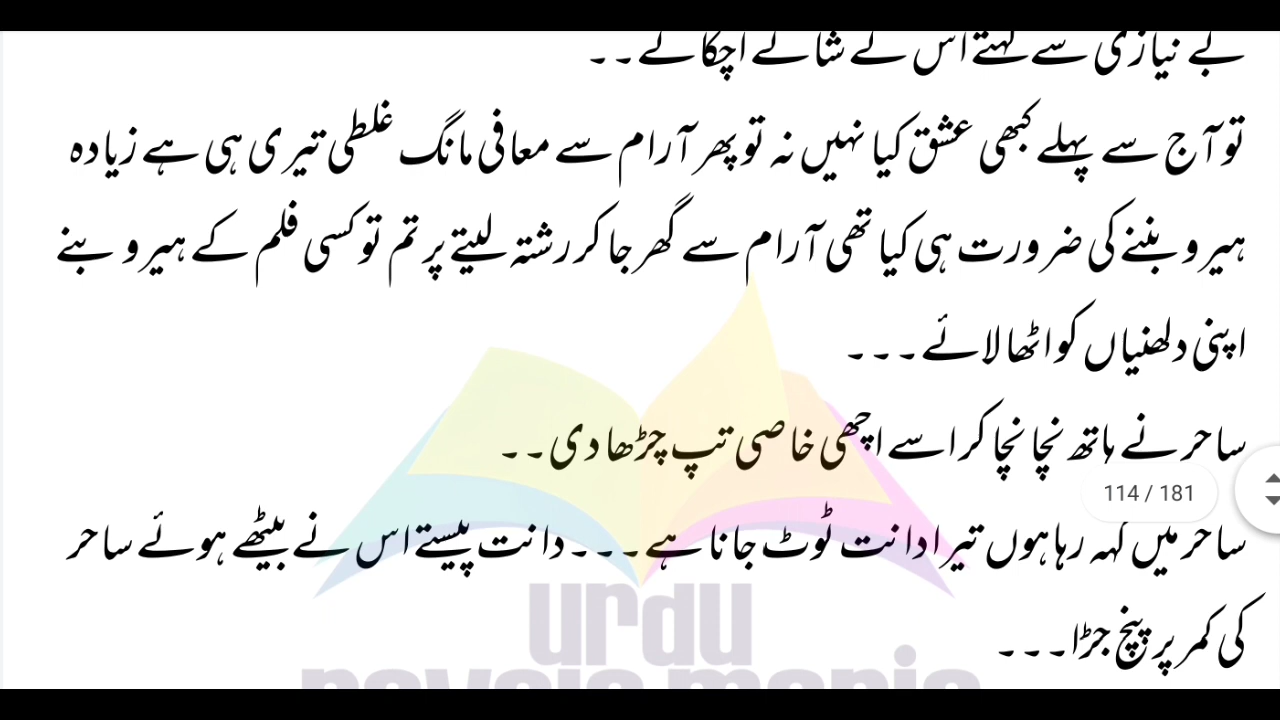 بے نیازی سے کہتے اس نے شانے اچکائے۔۔
تو آج سے پہلے کبھی عشق کیا نہیں نہ تو پھر آرام سے معافی مانگ غلطی تیری ہی ہے زیادہ
ہیرو بننے کی ضرورت ہی کیا تھی آرام سے گھر جا کر رشتہ لیتے پر تم تو کسی فلم کے ہیرو بنے
اپنی دلھنیاں کو اٹھا لائے۔۔۔
ساحر نے ہاتھ نچا نچا کر اسے اچھی خاصی تپ چڑھا دی۔۔
114 / 181
ساحر میں کہہ رہا ہوں تیرا دانت ٹوٹ جانا ہے۔۔۔دانت پیستے اس نے بیٹھے ہوئے ساحر
کی کمر پر پنچ جڑا۔۔۔
urdu
novels mania